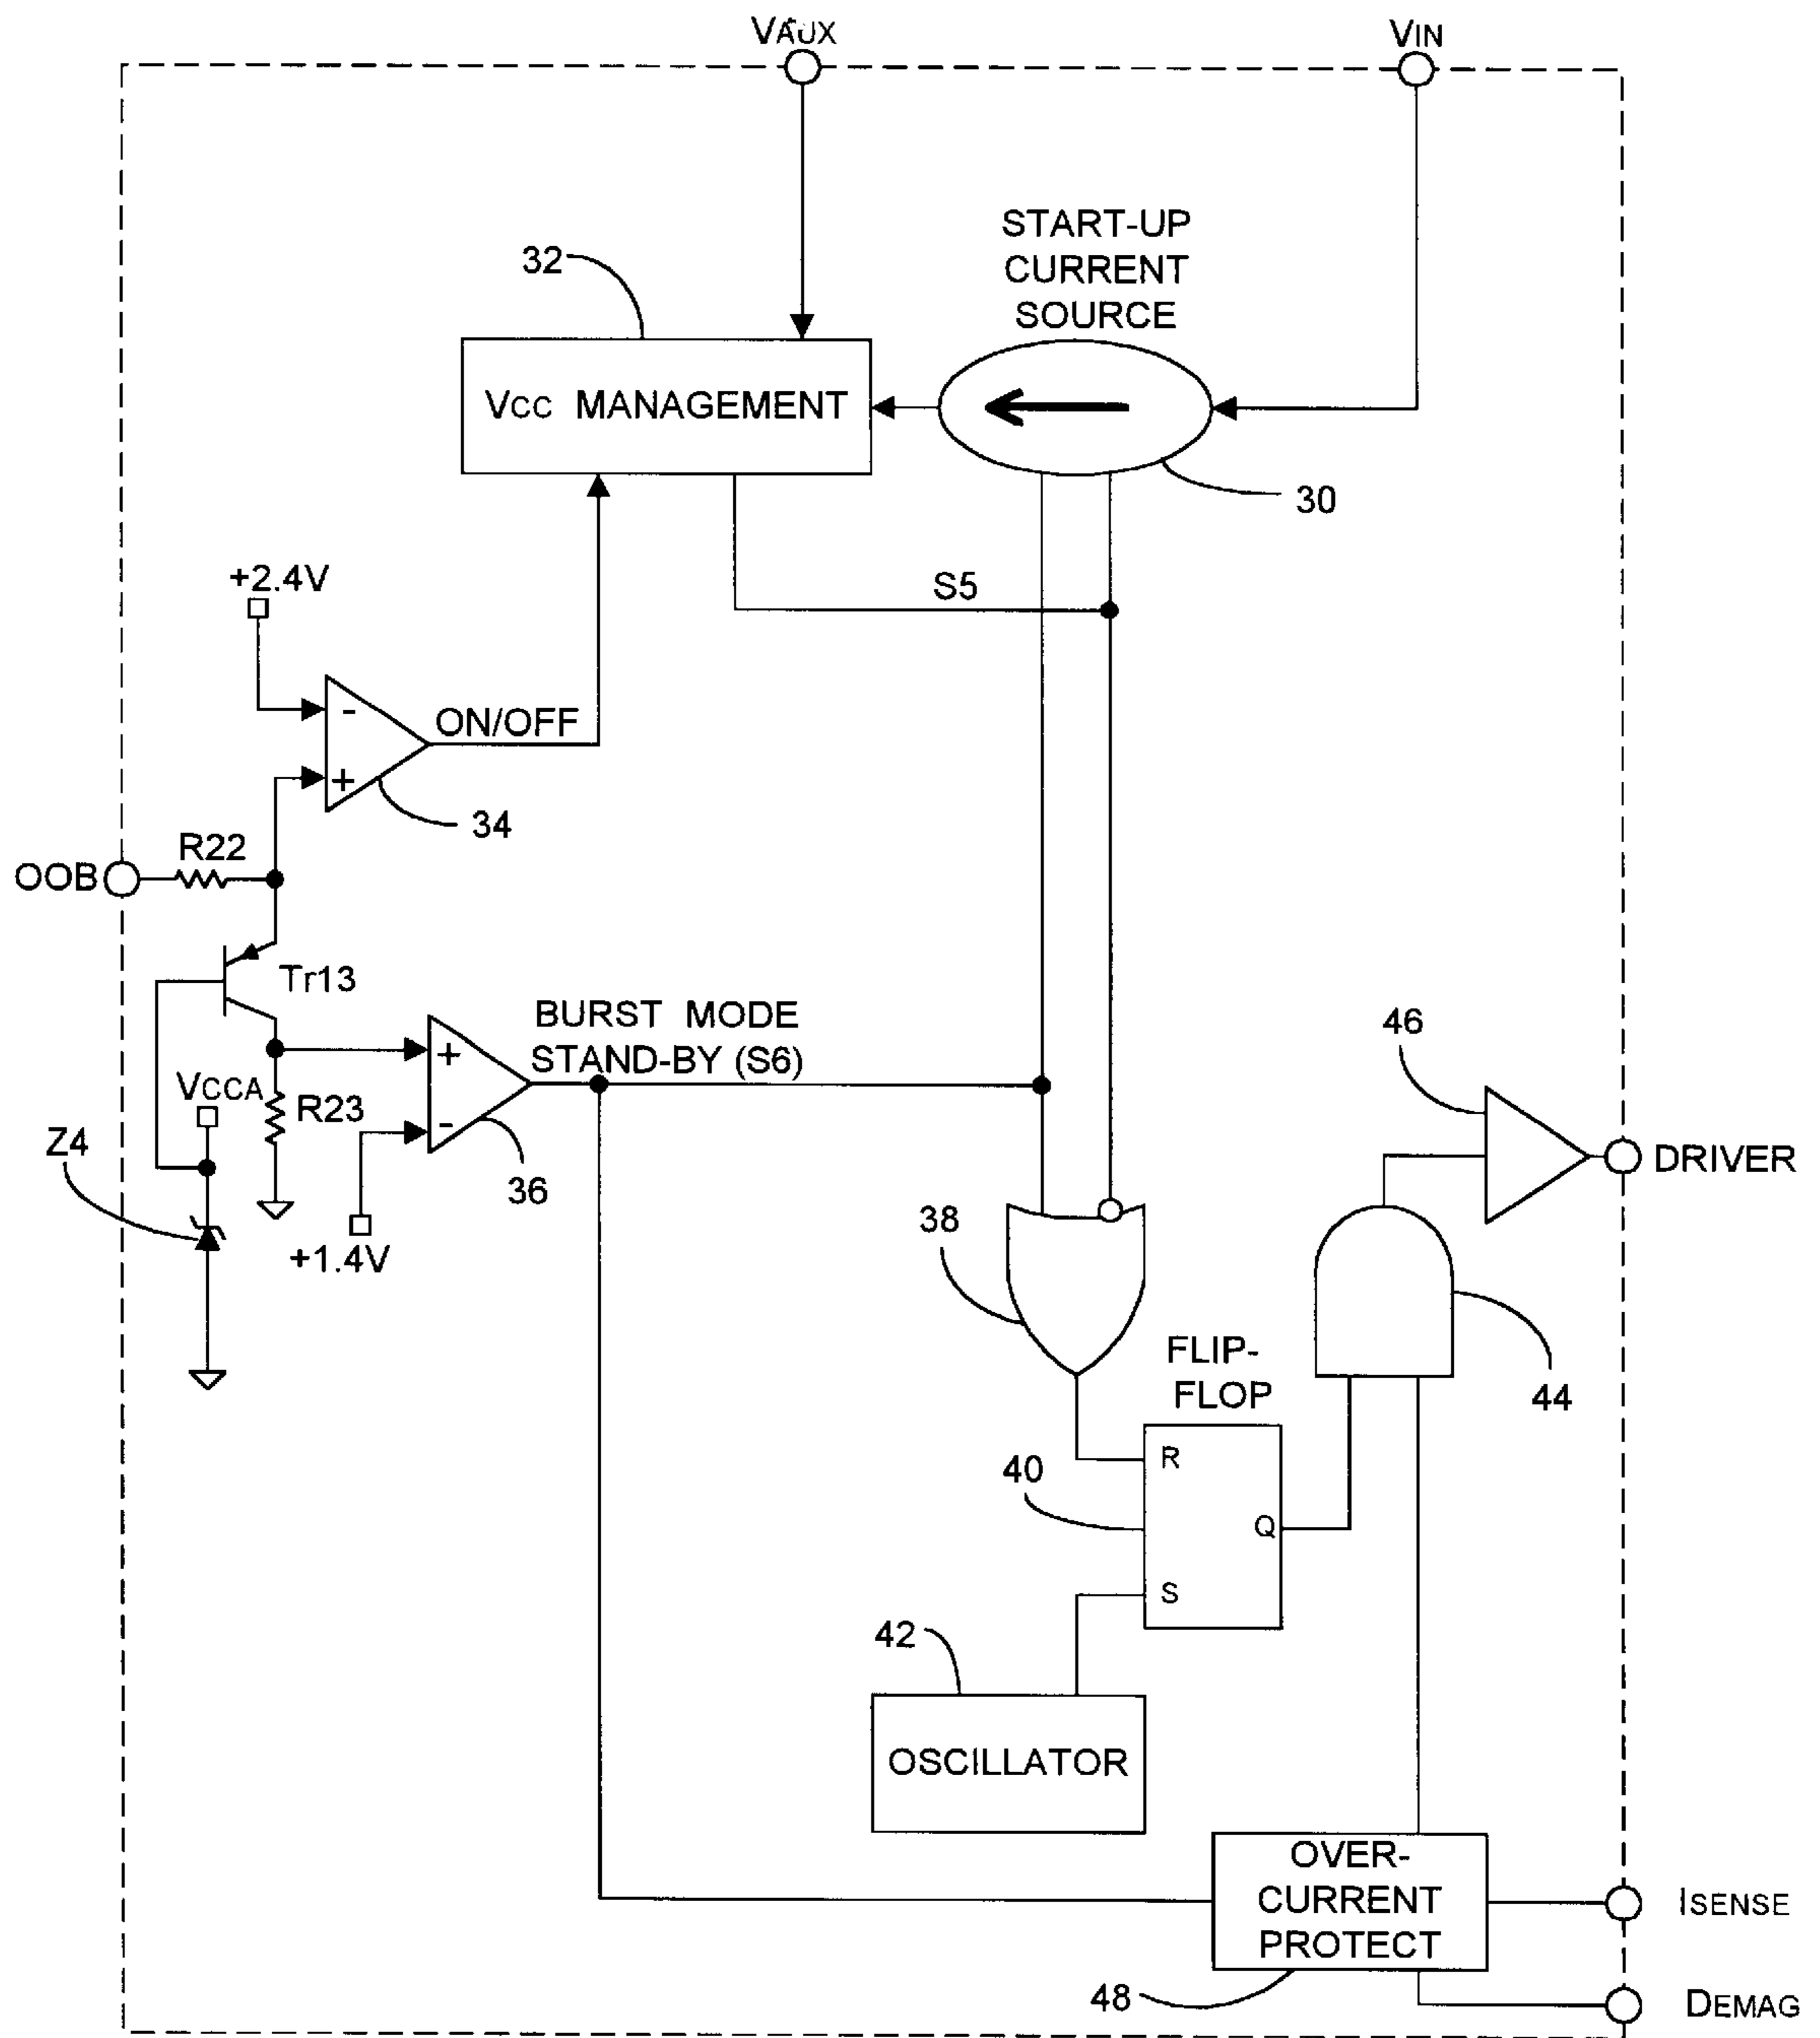 VAUX
VIN
START-UP
CURRENT
SOURCE
32
VCC MANAGEMENT
30
+2.4V
S5
-
ON/OFF
+
34
R22
OOB
Tr13
BURST MODE
STAND-BY (S6)
46
+
VCCA
R23
-
Z4
36
DRIVER
+1.4V
38
FLIP-
FLOP
44
R
40
Q
S
42
OSCILLATOR
OVER-
CURRENT
PROTECT
ISENSE
48
DEMAG